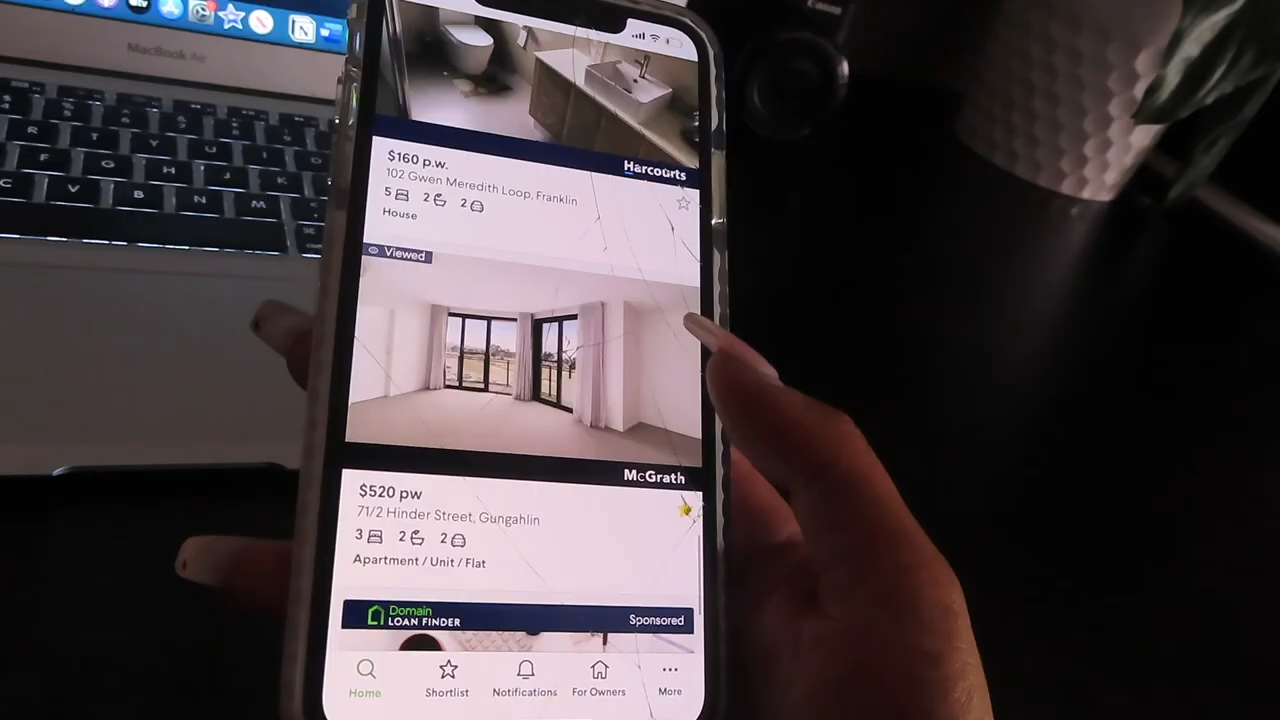 MacBook Air
R
T
Y
U
I
O
F
G
H
J
K
C
V
B
N
M
$160 p.w.
Harcourts
102 Gwen Meredith Loop, Franklin
5 2 2
House
Viewed
McGrath
$520 pw
71/2 Hinder Street, Gungahlin
3 2 2
Apartment / Unit / Flat
Domain
LOAN FINDER
Sponsored
Home
Shortlist
Notifications
For Owners
More